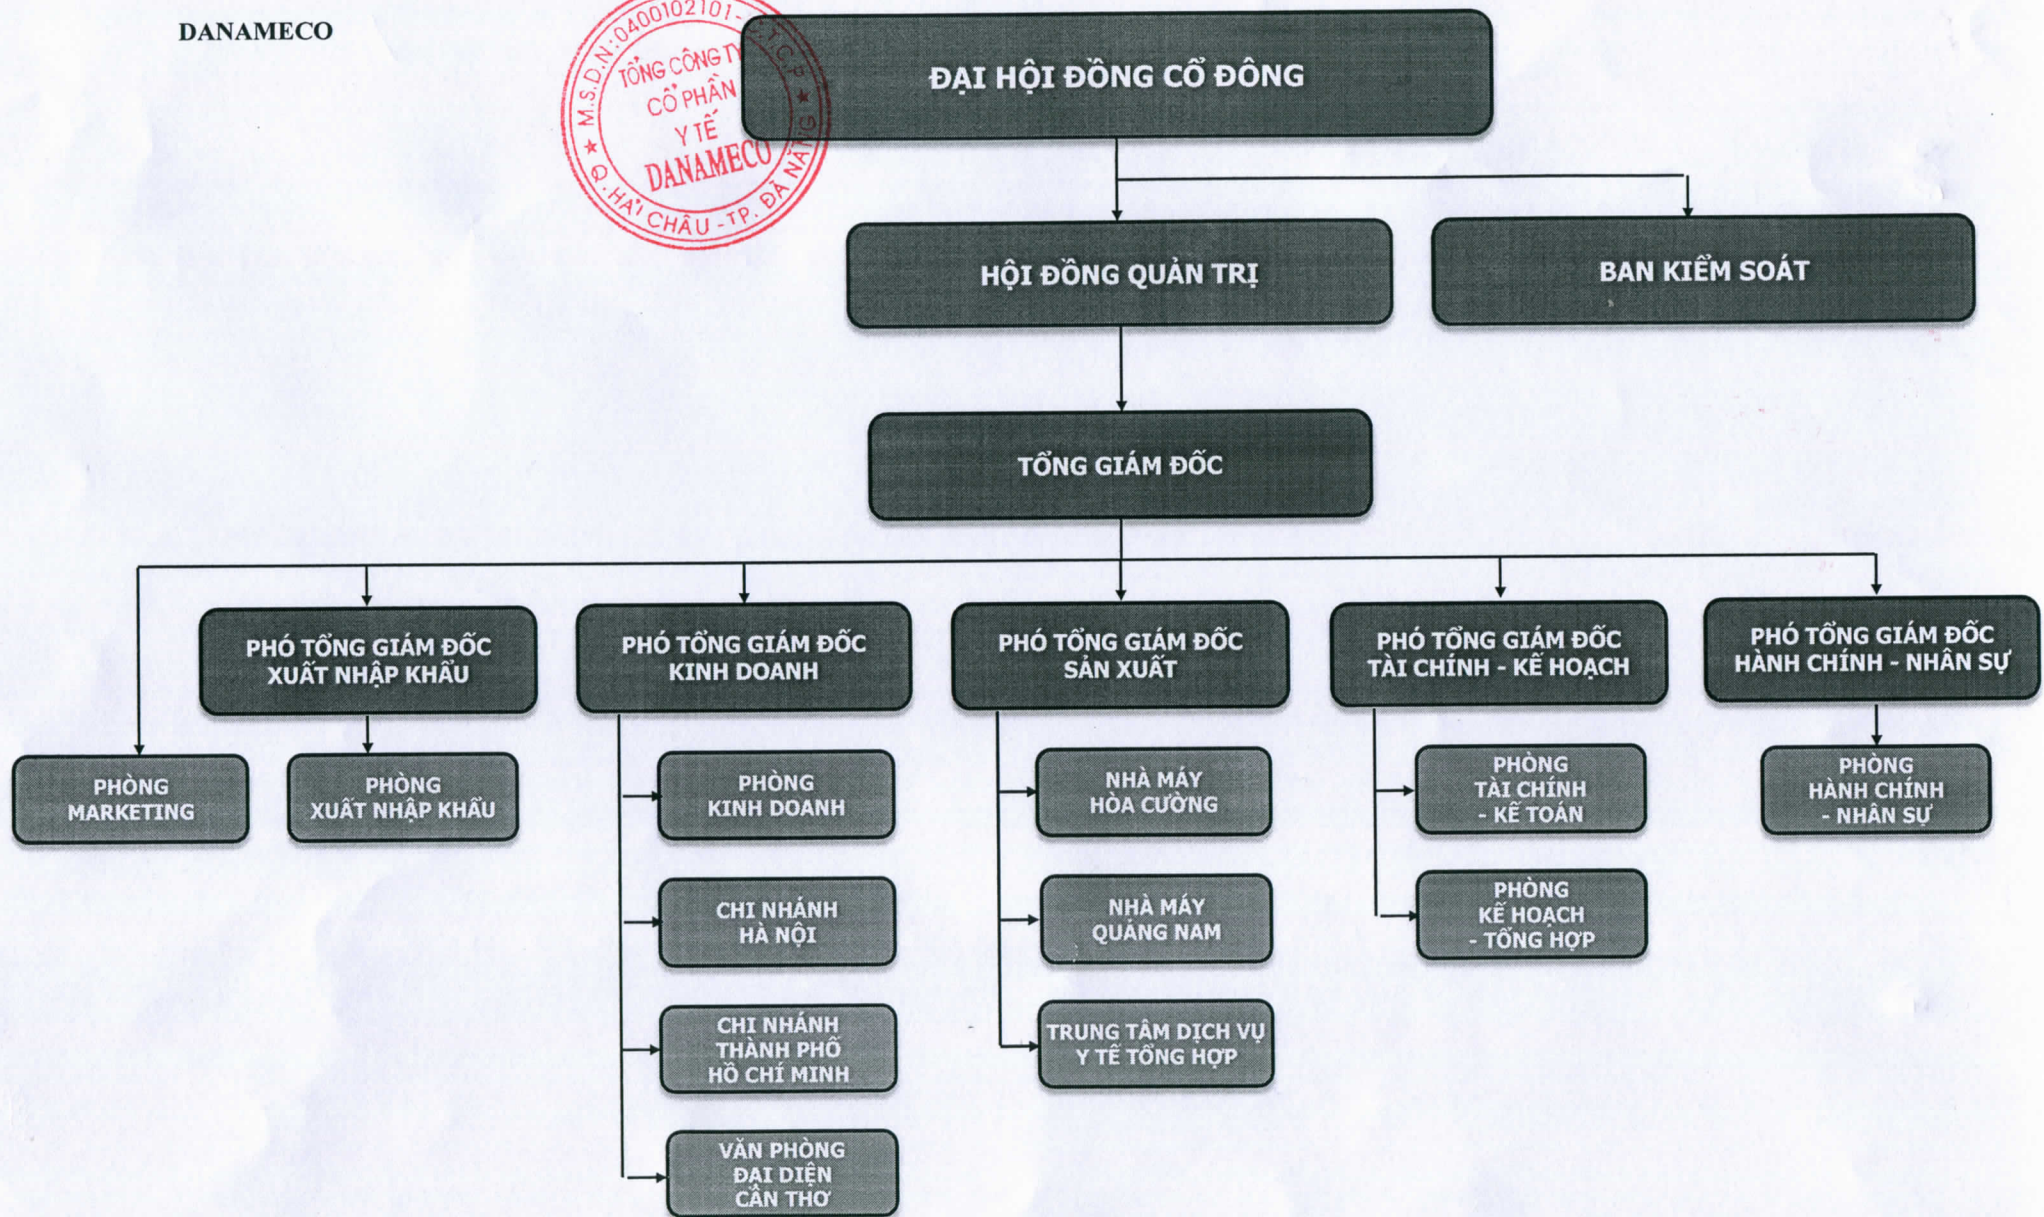 DANAMECO
M.S.D.N:0400102101-C.T.C.P
TỔNG CÔNG TY
CỔ PHẦN
Y TẾ
DANAMECO
Q. HẢI CHÂU - TP. ĐÀ NẴNG
ĐẠI HỘI ĐỒNG CỔ ĐÔNG
HỘI ĐỒNG QUẢN TRỊ
BAN KIỂM SOÁT
TỔNG GIÁM ĐỐC
PHÓ TỔNG GIÁM ĐỐC
XUẤT NHẬP KHẨU
PHÓ TỔNG GIÁM ĐỐC
KINH DOANH
PHÓ TỔNG GIÁM ĐỐC
SẢN XUẤT
PHÓ TỔNG GIÁM ĐỐC
TÀI CHÍNH - KẾ HOẠCH
PHÓ TỔNG GIÁM ĐỐC
HÀNH CHÍNH - NHÂN SỰ
PHÒNG
MARKETING
PHÒNG
XUẤT NHẬP KHẨU
PHÒNG
KINH DOANH
NHÀ MÁY
HÒA CƯỜNG
PHÒNG
TÀI CHÍNH
- KẾ TOÁN
PHÒNG
HÀNH CHÍNH
- NHÂN SỰ
CHI NHÁNH
HÀ NỘI
NHÀ MÁY
QUẢNG NAM
PHÒNG
KẾ HOẠCH
- TỔNG HỢP
CHI NHÁNH
THÀNH PHỐ
HỒ CHÍ MINH
TRUNG TÂM DỊCH VỤ
Y TẾ TỔNG HỢP
VĂN PHÒNG
ĐẠI DIỆN
CẦN THƠ